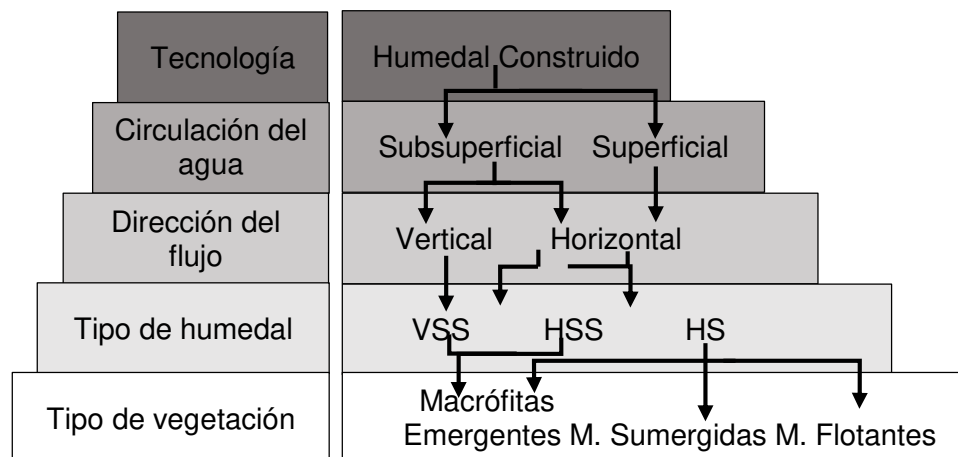 Tecnología
Humedal Construido
Circulación del
agua
Subsuperficial
Superficial
Dirección del
flujo
Vertical
Horizontal
Tipo de humedal
VSS
HSS
HS
Tipo de vegetación
Macrófitas
Emergentes M. Sumergidas M. Flotantes